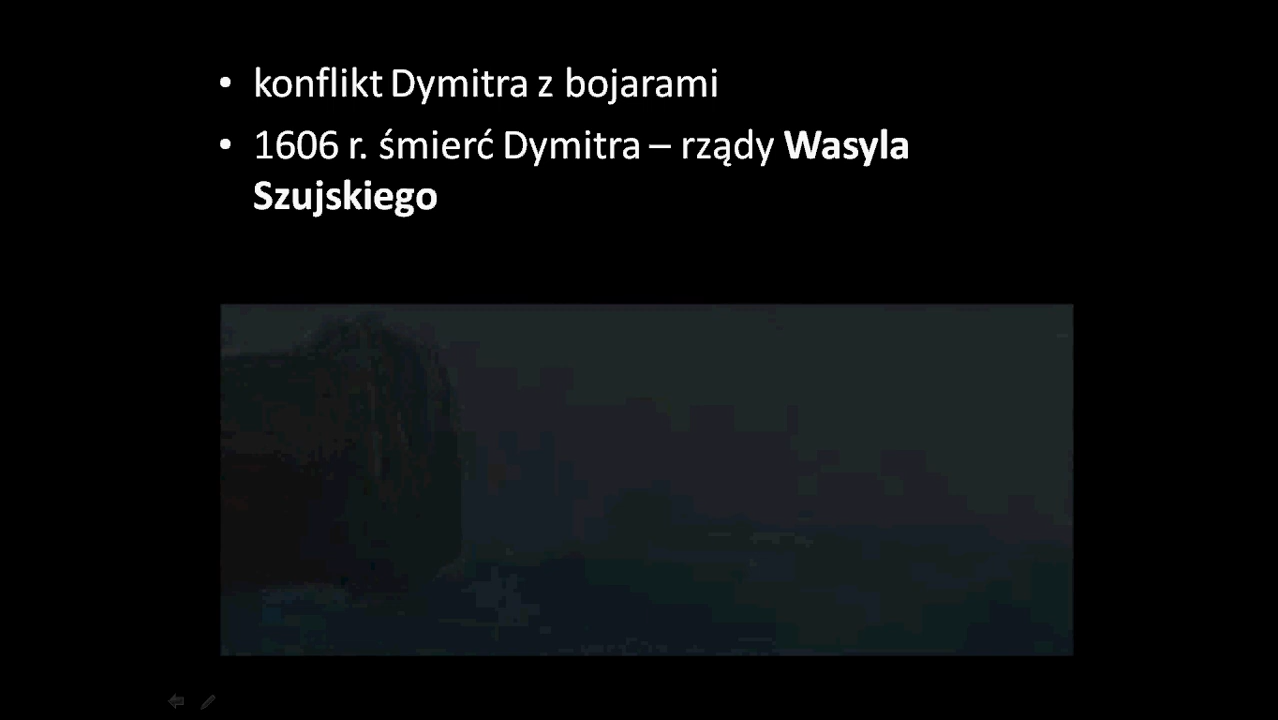 • konflikt Dymitra z bojarami
• 1606 r. śmierć Dymitra – rządy Wasyla
Szujskiego